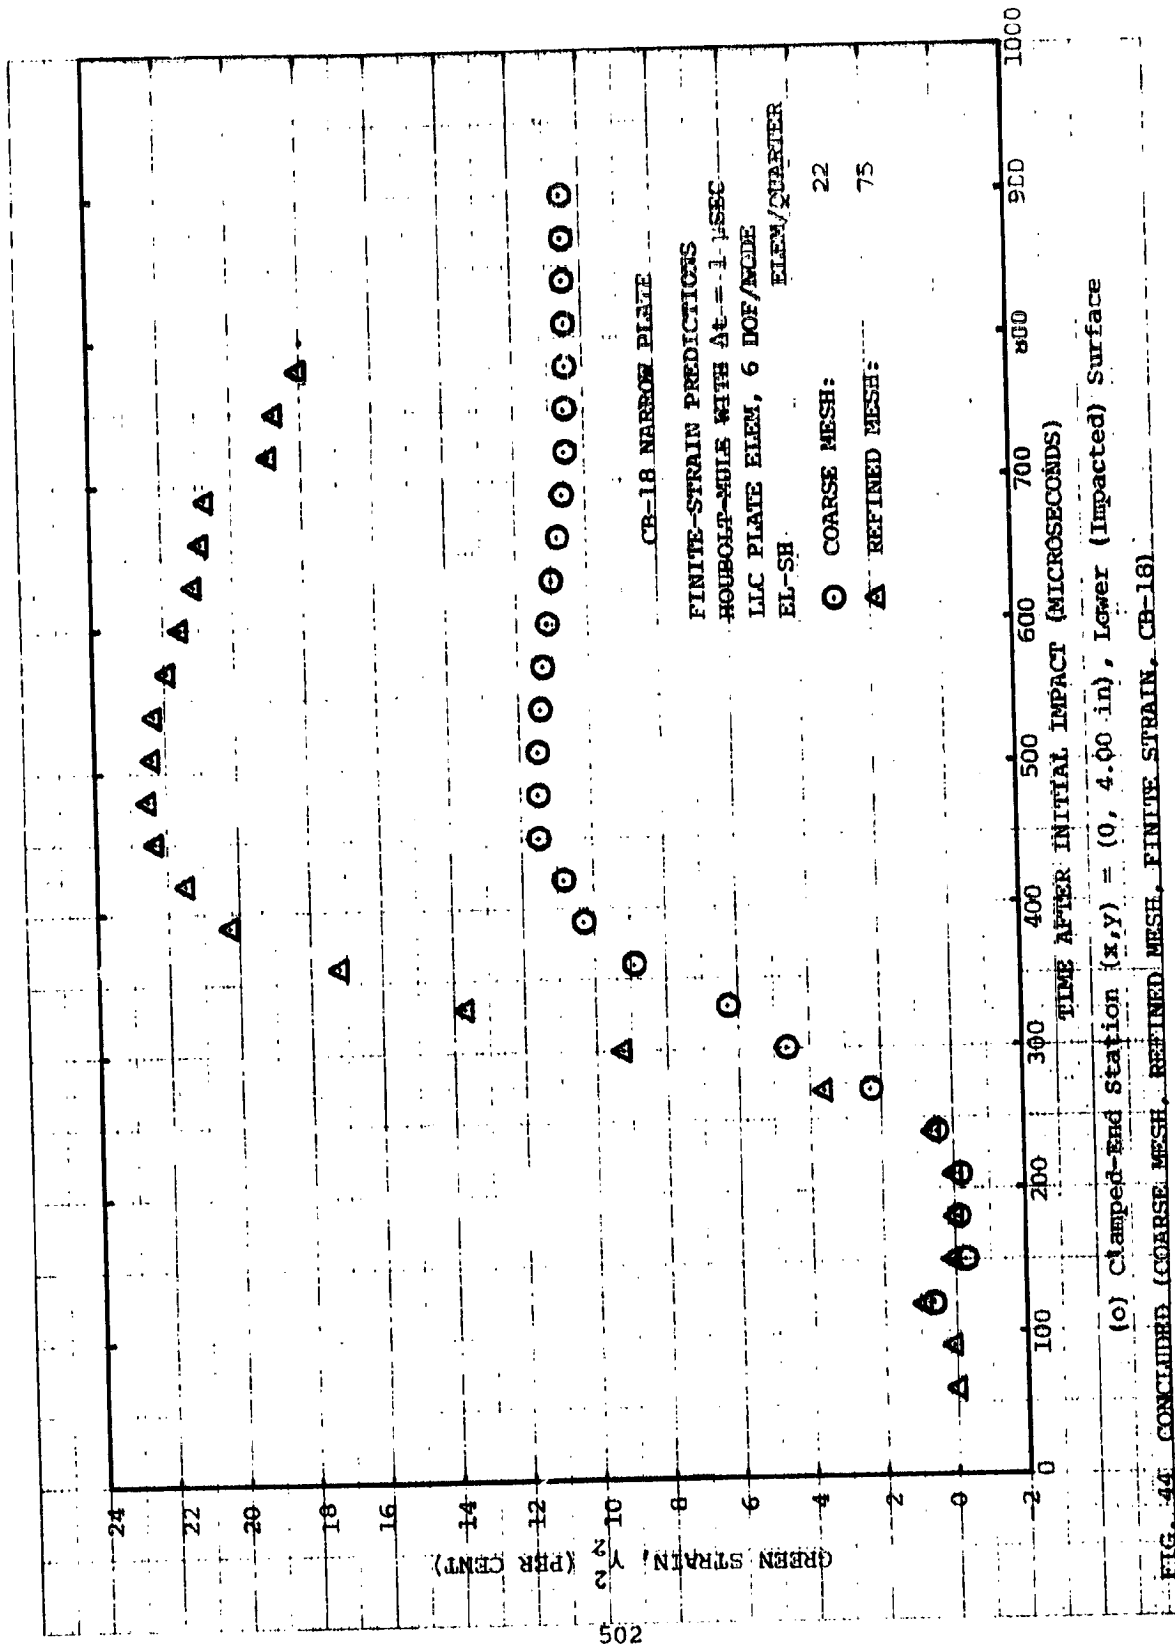 24
22
20
18
16
14
12
10
8
6
4
2
0
-2
GREEN STRAIN, γ₂² (PER CENT)
0
100
200
300
400
500
600
700
800
900
1000
TIME AFTER INITIAL IMPACT (MICROSECONDS)
CB-18 NARROW PLATE
FINITE-STRAIN PREDICTIONS
HOUBOLT-MULE WITH Δt = 1 μSEC
LLC PLATE ELEM, 6 DOF/NODE
EL-SH ELEM/QUARTER
COARSE MESH: 22
REFINED MESH: 75
(o) Clamped-End Station (x,y) = (0, 4.00 in), Lower (Impacted) Surface
FIG. 44 CONCLUDED (COARSE MESH, REFINED MESH, FINITE STRAIN, CB-18)
502